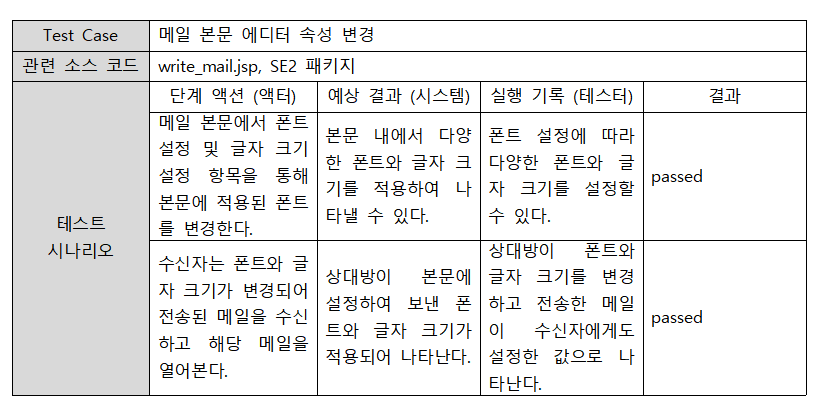 Test Case
메일 본문 에디터 속성 변경
관련 소스 코드
write_mail.jsp, SE2 패키지
테스트
시나리오
단계 액션 (액터)
예상 결과 (시스템)
실행 기록 (테스터)
결과
메일 본문에서 폰트
설정 및 글자 크기
설정 항목을 통해
본문에 적용된 폰트
를 변경한다.
본문 내에서 다양
한 폰트와 글자 크
기를 적용하여 나
타낼 수 있다.
폰트 설정에 따라
다양한 폰트와 글
자 크기를 설정할
수 있다.
passed
수신자는 폰트와 글
자 크기가 변경되어
전송된 메일을 수신
하고 해당 메일을
열어본다.
상대방이 본문에
설정하여 보낸 폰
트와 글자 크기가
적용되어 나타난다.
상대방이 폰트와
글자 크기를 변경
하고 전송한 메일
이 수신자에게도
설정한 값으로 나
타난다.
passed